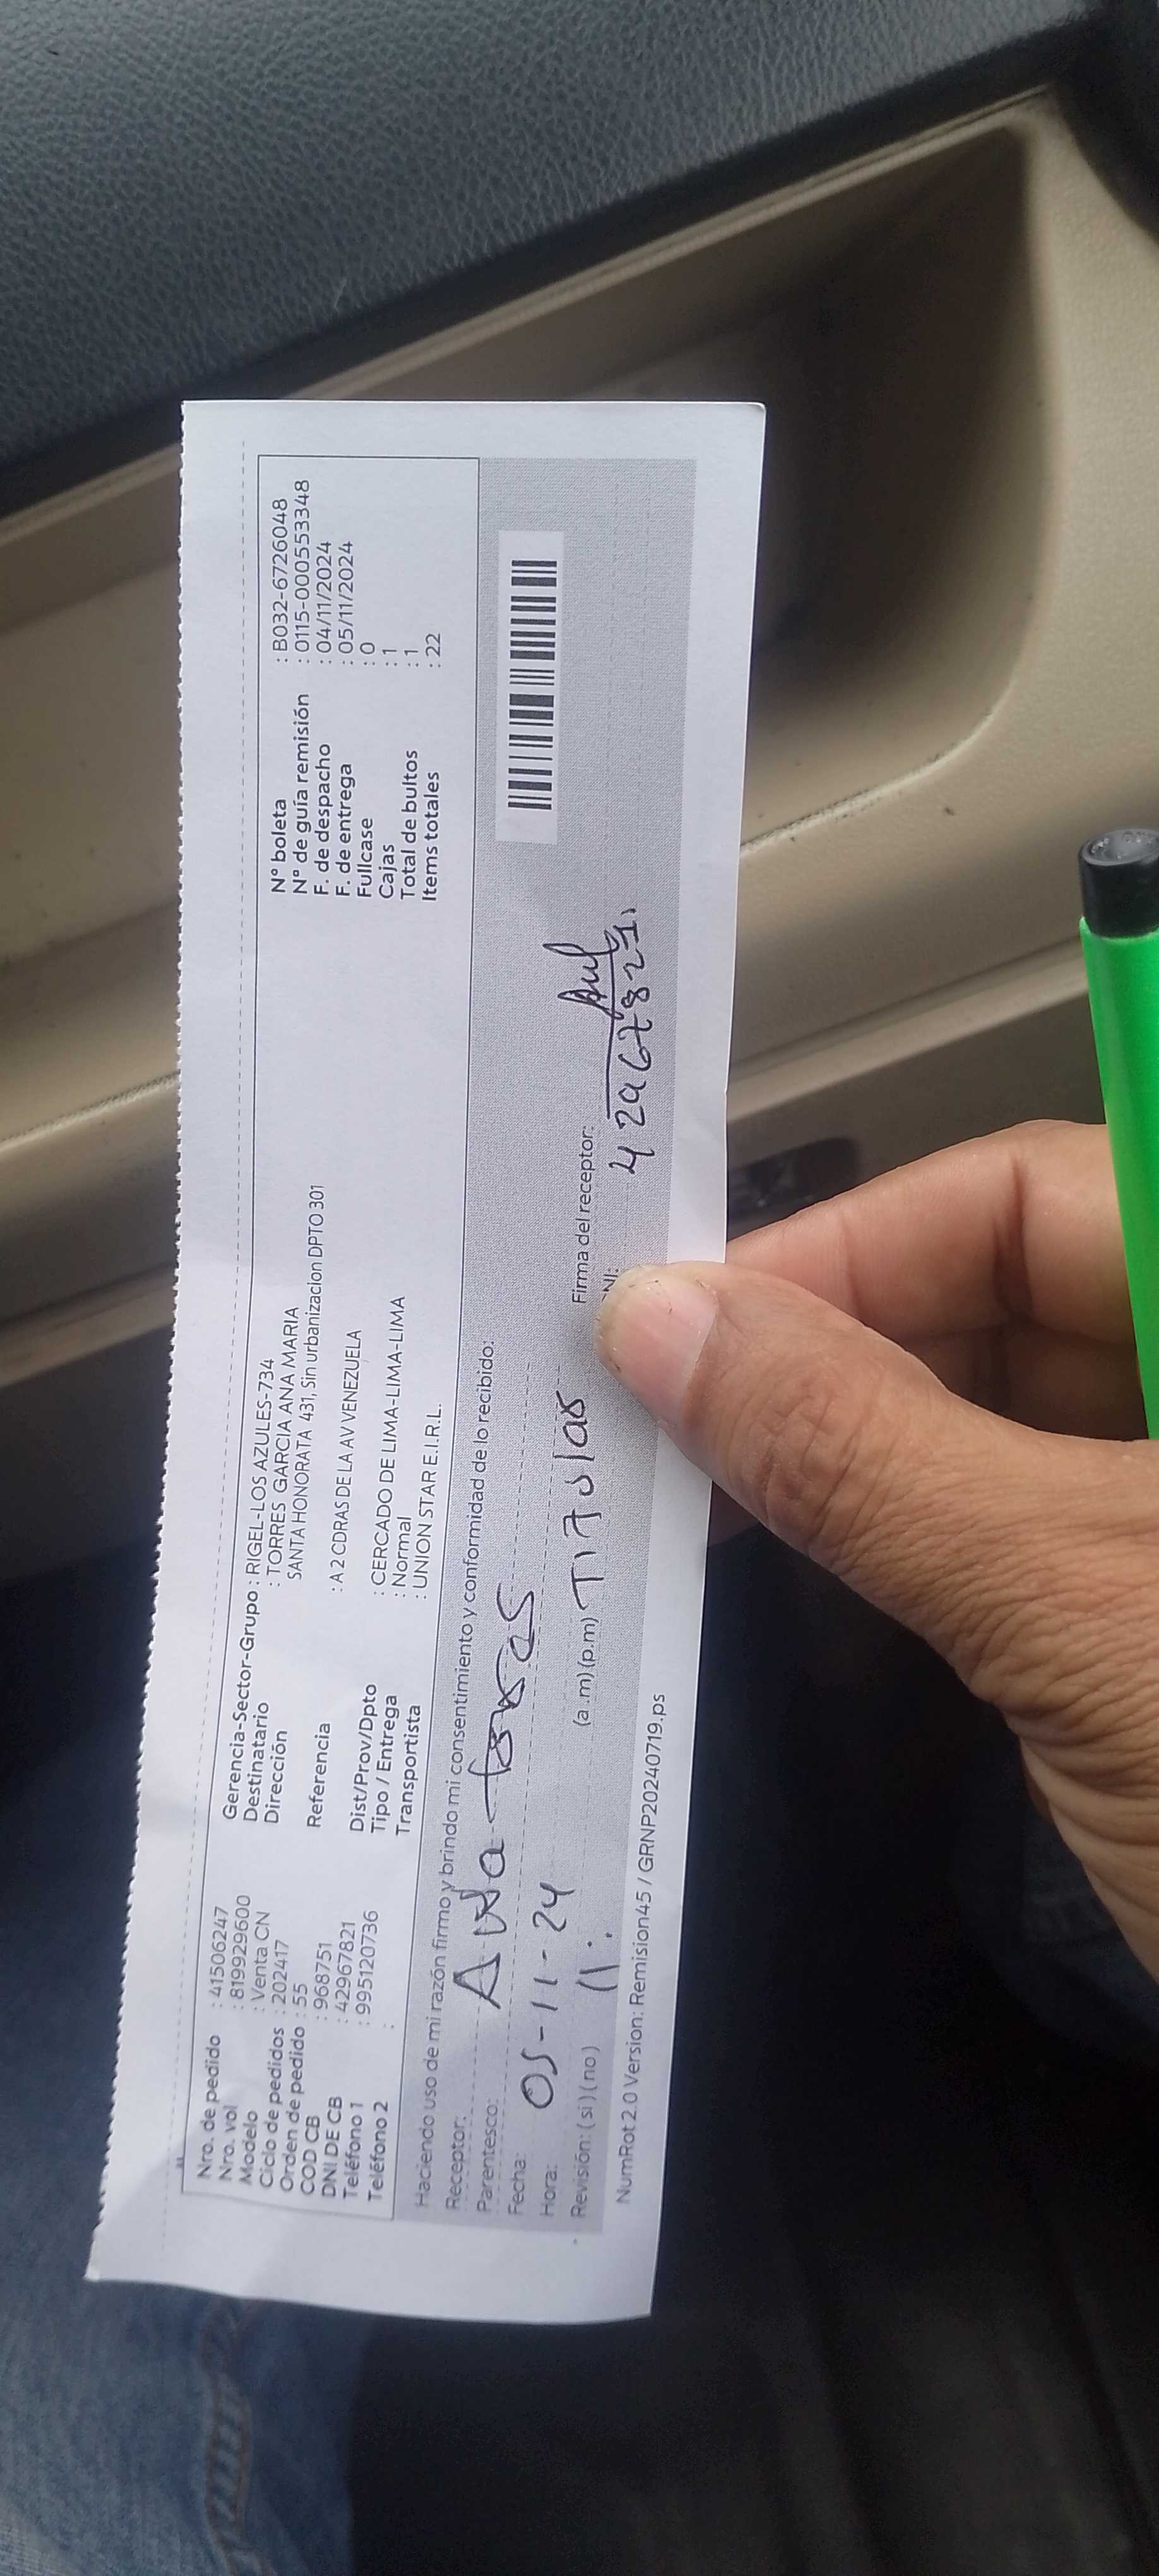 Nro. de pedido : 41506247
Nro. vol : 819929600
Modelo : Venta CN
Ciclo de pedidos : 202417
Orden de pedido : 55
COD CB : 968751
DNI DE CB : 42967821
Teléfono 1 : 995120736
Teléfono 2 :
Gerencia-Sector-Grupo : RIGEL-LOS AZULES-734
Destinatario : TORRES GARCIA ANA MARIA
Dirección SANTA HONORATA 431, Sin urbanizacion DPTO 301
Referencia : A 2 CDRAS DE LA AV VENEZUELA
Dist/Prov/Dpto : CERCADO DE LIMA-LIMA-LIMA
Tipo / Entrega : Normal
Transportista : UNION STAR E.I.R.L.
N° boleta : B032-6726048
N° de guía remisión : 0115-000553348
F. de despacho : 04/11/2024
F. de entrega : 05/11/2024
Fullcase : 0
Cajas : 1
Total de bultos : 1
Items totales : 22
Haciendo uso de mi razón firmo y brindo mi consentimiento y conformidad de lo recibido:
Receptor:
Parentesco:
Fecha: 05-11-24
Hora: 11:
Revisión: (si) (no) (a.m) (p.m) Titular
Firma del receptor:
NI: 42967821
NumRot 2.0 Version: Remision45 / GRNP20240719.ps